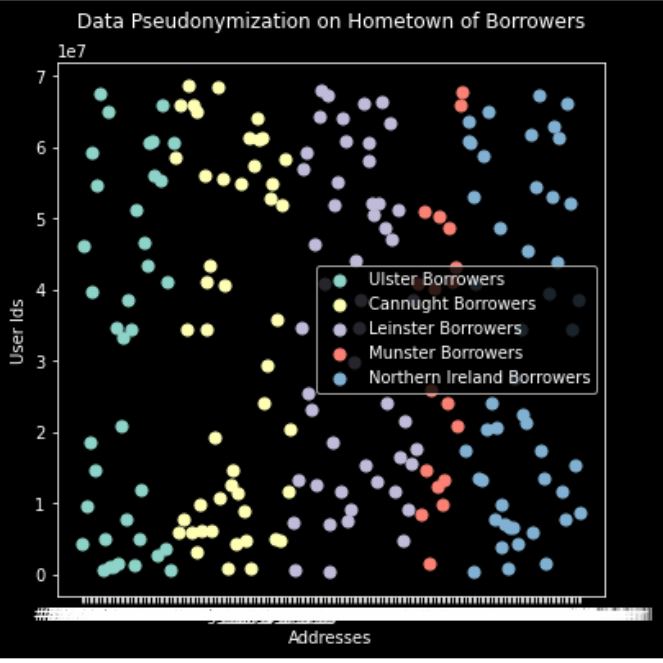 Data Pseudonymization on Hometown of Borrowers
1e7
7
6
5
4
3
2
1
0
User Ids
Ulster Borrowers
Cannught Borrowers
Leinster Borrowers
Munster Borrowers
Northern Ireland Borrowers
Addresses